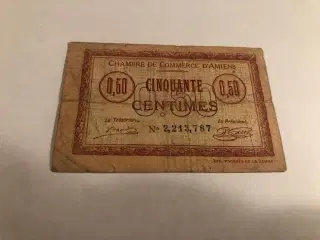 CHAMBRE DE COMMERCE D'AMIENS
0,50 CINQUANTE 0,50
CENTIMES
Le Trésorier, Le Président,
No 2,213,787